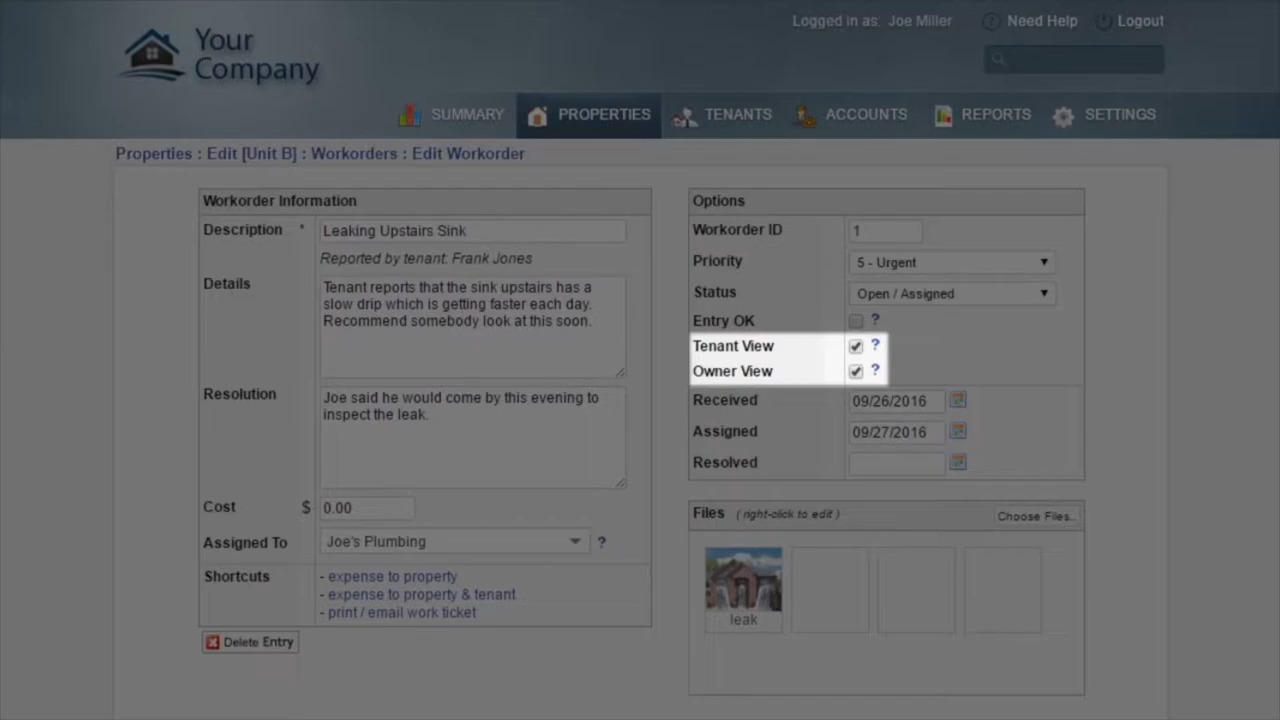 Your
Company
Logged in as: Joe Miller
? Need Help
Logout
SUMMARY
PROPERTIES
TENANTS
ACCOUNTS
REPORTS
SETTINGS
Properties : Edit [Unit B] : Workorders : Edit Workorder
Workorder Information
Description * Leaking Upstairs Sink
Reported by tenant: Frank Jones
Details
Tenant reports that the sink upstairs has a
slow drip which is getting faster each day.
Recommend somebody look at this soon.
Resolution
Joe said he would come by this evening to
inspect the leak.
Cost $ 0.00
Assigned To Joe's Plumbing ?
Shortcuts
- expense to property
- expense to property & tenant
- print / email work ticket
Delete Entry
Options
Workorder ID 1
Priority 5 - Urgent
Status Open / Assigned
Entry OK ?
Tenant View ?
Owner View ?
Received 09/26/2016
Assigned 09/27/2016
Resolved
Files ( right-click to edit ) Choose Files..
leak